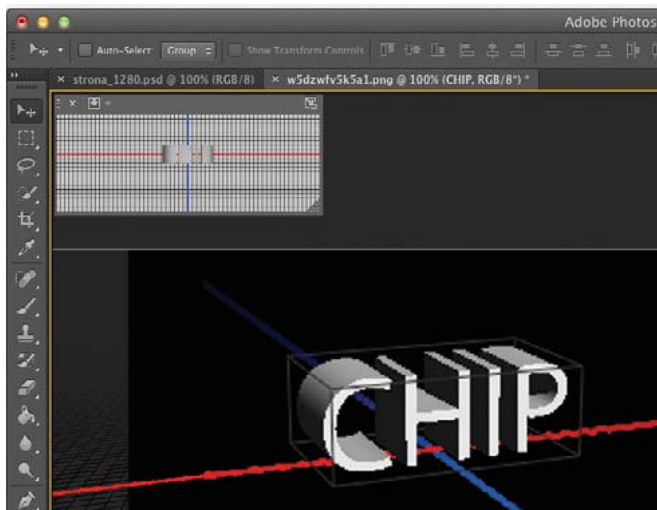 Adobe Photos
Auto-Select: Group Show Transform Controls
× strona_1280.psd @ 100% (RGB/8) × w5dzwfv5k5a1.png @ 100% (CHIP, RGB/8*) *
CHIP